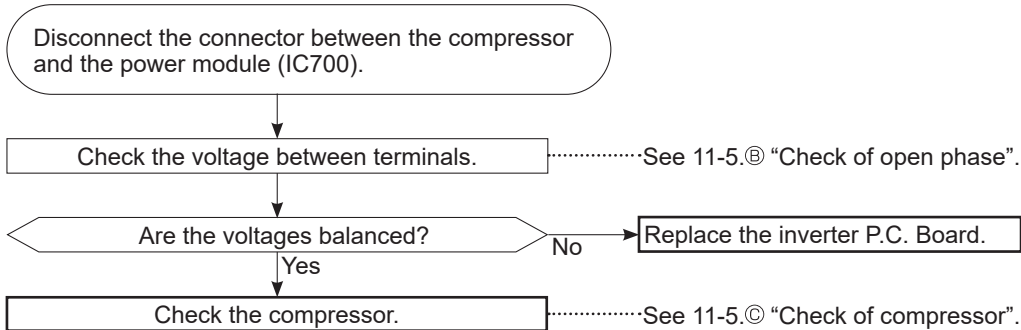 Disconnect the connector between the compressor
and the power module (IC700).
Check the voltage between terminals.
See 11-5.Ⓑ “Check of open phase”.
Are the voltages balanced?
No
Replace the inverter P.C. Board.
Yes
Check the compressor.
See 11-5.Ⓒ “Check of compressor”.